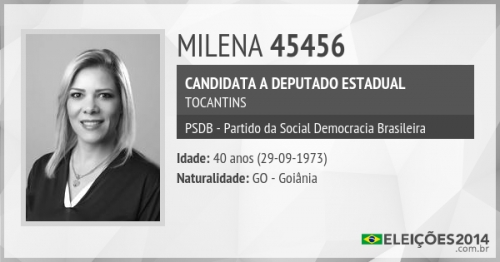 MILENA 45456
CANDIDATA A DEPUTADO ESTADUAL
TOCANTINS
PSDB - Partido da Social Democracia Brasileira
Idade: 40 anos (29-09-1973)
Naturalidade: GO - Goiânia
ELEIÇÕES2014
.com.br